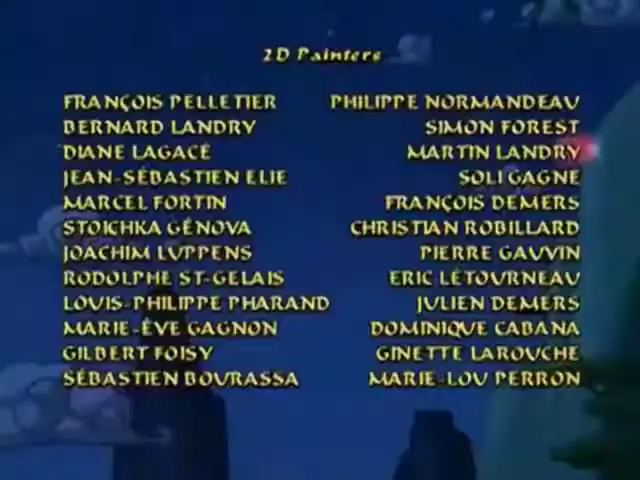 2D Painters
FRANÇOIS PELLETIER PHILIPPE NORMANDEAU
BERNARD LANDRY SIMON FOREST
DIANE LAGACÉ MARTIN LANDRY
JEAN-SÉBASTIEN ELIE SOLI GAGNE
MARCEL FORTIN FRANÇOIS DEMERS
STOICHKA GÉNOVA CHRISTIAN ROBILLARD
JOACHIM LUPPENS PIERRE GAUVIN
RODOLPHE ST-GELAIS ERIC LÉTOURNEAU
LOUIS-PHILIPPE PHARAND JULIEN DEMERS
MARIE-ÈVE GAGNON DOMINIQUE CABANA
GILBERT FOISY GINETTE LAROUCHE
SÉBASTIEN BOURASSA MARIE-LOU PERRON